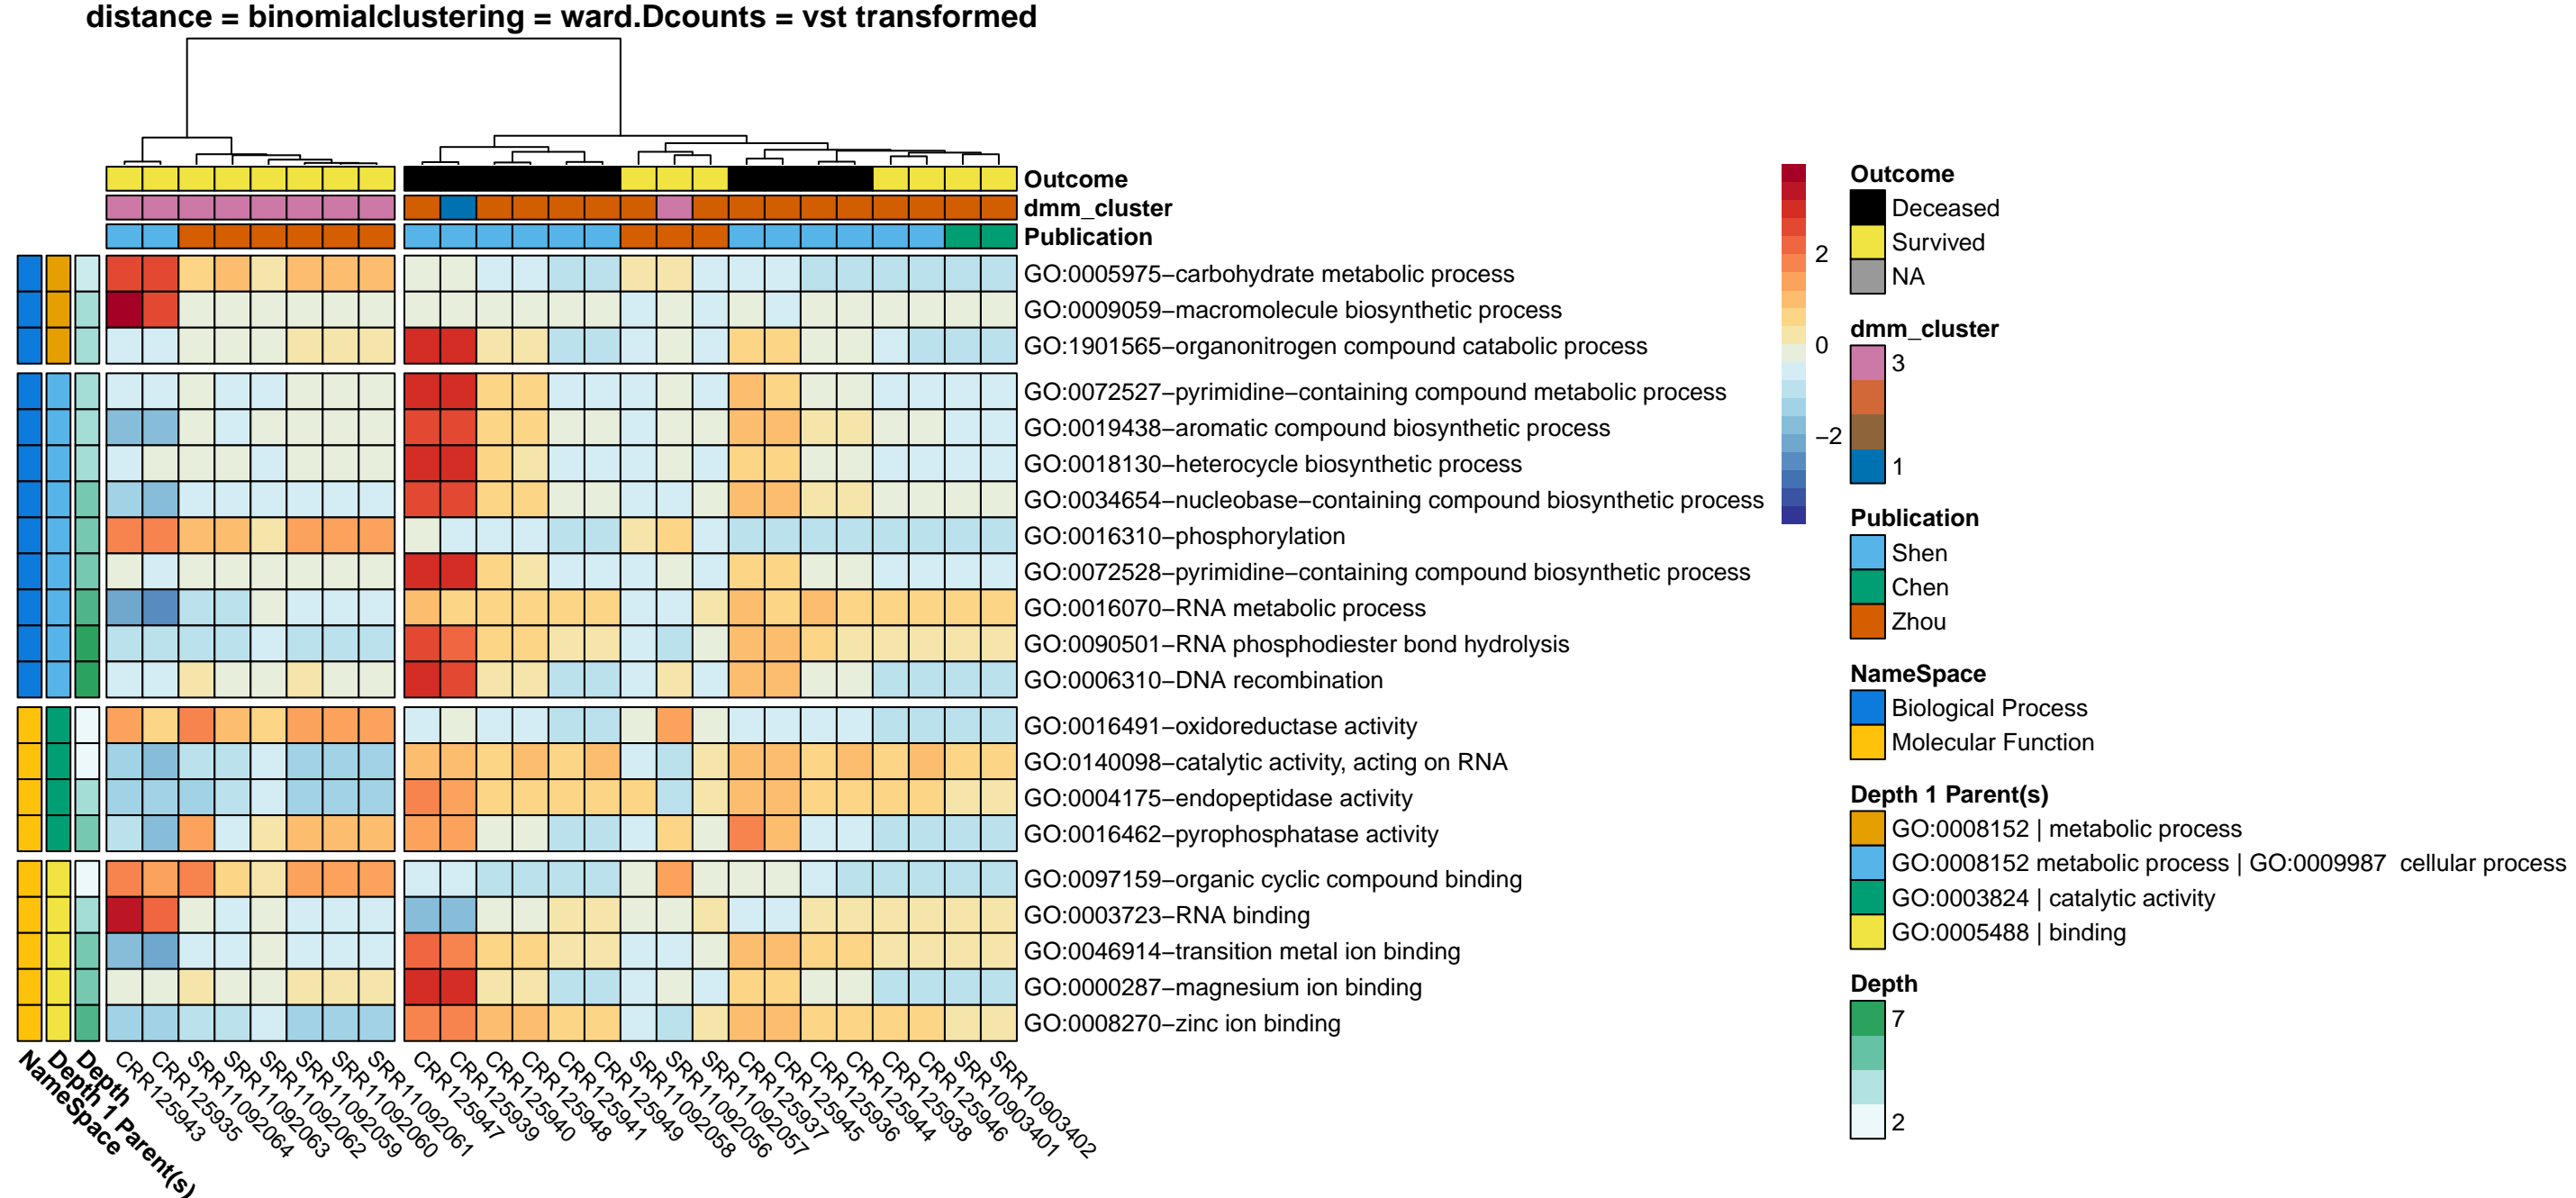 distance = binomialclustering = ward.Dcounts = vst transformed
Outcome
dmm_cluster
Publication
GO:0005975−carbohydrate metabolic process
GO:0009059−macromolecule biosynthetic process
GO:1901565−organonitrogen compound catabolic process
GO:0072527−pyrimidine−containing compound metabolic process
GO:0019438−aromatic compound biosynthetic process
GO:0018130−heterocycle biosynthetic process
GO:0034654−nucleobase−containing compound biosynthetic process
GO:0016310−phosphorylation
GO:0072528−pyrimidine−containing compound biosynthetic process
GO:0016070−RNA metabolic process
GO:0090501−RNA phosphodiester bond hydrolysis
GO:0006310−DNA recombination
GO:0016491−oxidoreductase activity
GO:0140098−catalytic activity, acting on RNA
GO:0004175−endopeptidase activity
GO:0016462−pyrophosphatase activity
GO:0097159−organic cyclic compound binding
GO:0003723−RNA binding
GO:0046914−transition metal ion binding
GO:0000287−magnesium ion binding
GO:0008270−zinc ion binding
NameSpace
Depth 1 Parent(s)
Depth
CRR125943
CRR125935
SRR11092064
SRR11092063
SRR11092062
SRR11092059
SRR11092060
SRR11092061
CRR125947
CRR125939
CRR125940
CRR125948
CRR125941
CRR125949
SRR11092058
SRR11092056
SRR11092057
CRR125937
CRR125945
CRR125936
CRR125944
CRR125938
CRR125946
SRR10903401
SRR10903402
2
0
−2
Outcome
Deceased
Survived
NA
dmm_cluster
3
1
Publication
Shen
Chen
Zhou
NameSpace
Biological Process
Molecular Function
Depth 1 Parent(s)
GO:0008152 | metabolic process
GO:0008152 metabolic process | GO:0009987  cellular process
GO:0003824 | catalytic activity
GO:0005488 | binding
Depth
7
2